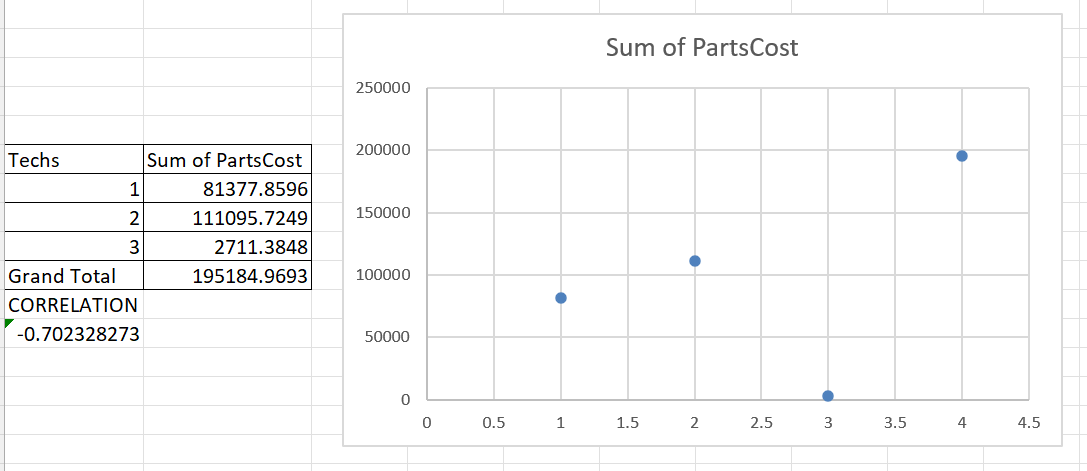 Techs Sum of PartsCost
1 81377.8596
2 111095.7249
3 2711.3848
Grand Total 195184.9693
CORRELATION
-0.702328273
Sum of PartsCost
250000
200000
150000
100000
50000
0
0 0.5 1 1.5 2 2.5 3 3.5 4 4.5